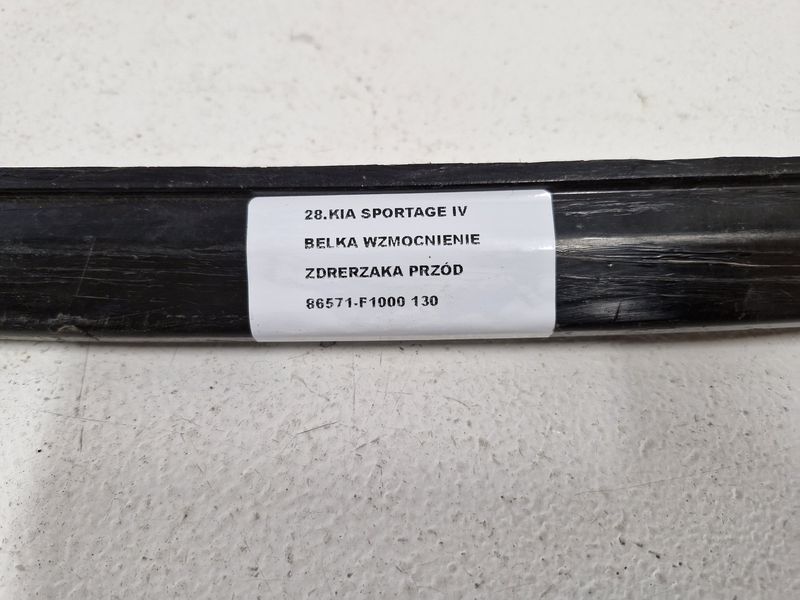 28.KIA SPORTAGE IV
BELKA WZMOCNIENIE
ZDRERZAKA PRZÓD
86571-F1000 130